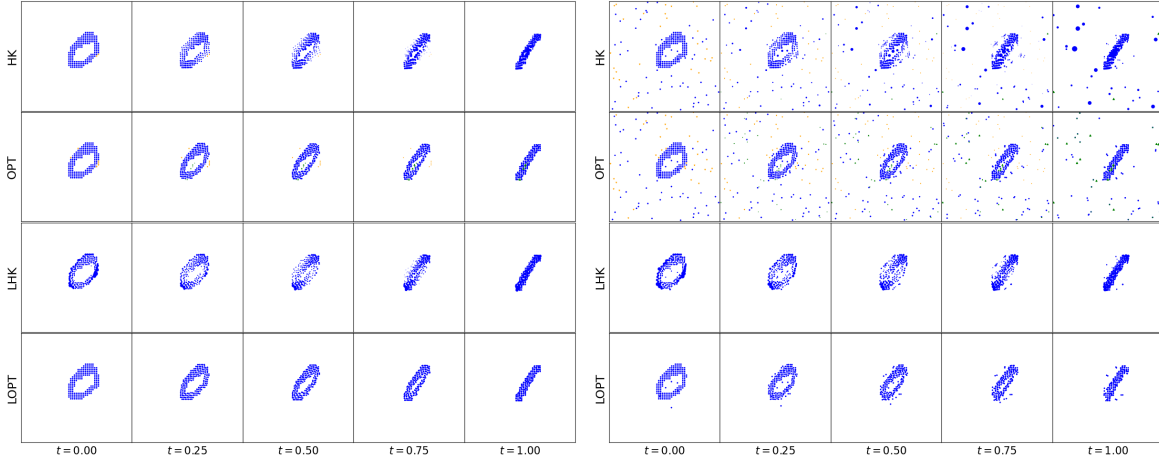 HK
OPT
LHK
LOPT
t = 0.00 t = 0.25 t = 0.50 t = 0.75 t = 1.00
HK
OPT
LHK
LOPT
t = 0.00 t = 0.25 t = 0.50 t = 0.75 t = 1.00